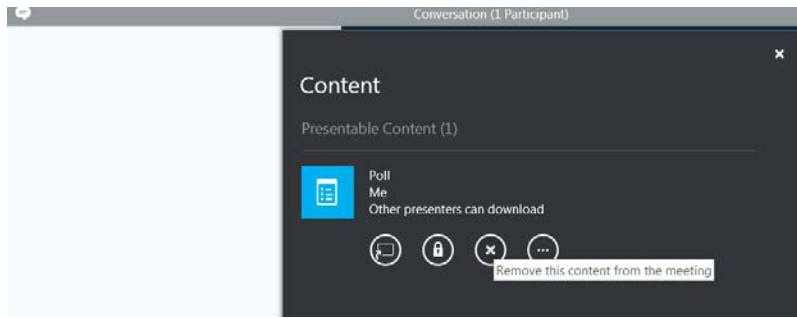 Conversation (1 Participant)
Content
Presentable Content (1)
Poll
Me
Other presenters can download
Remove this content from the meeting